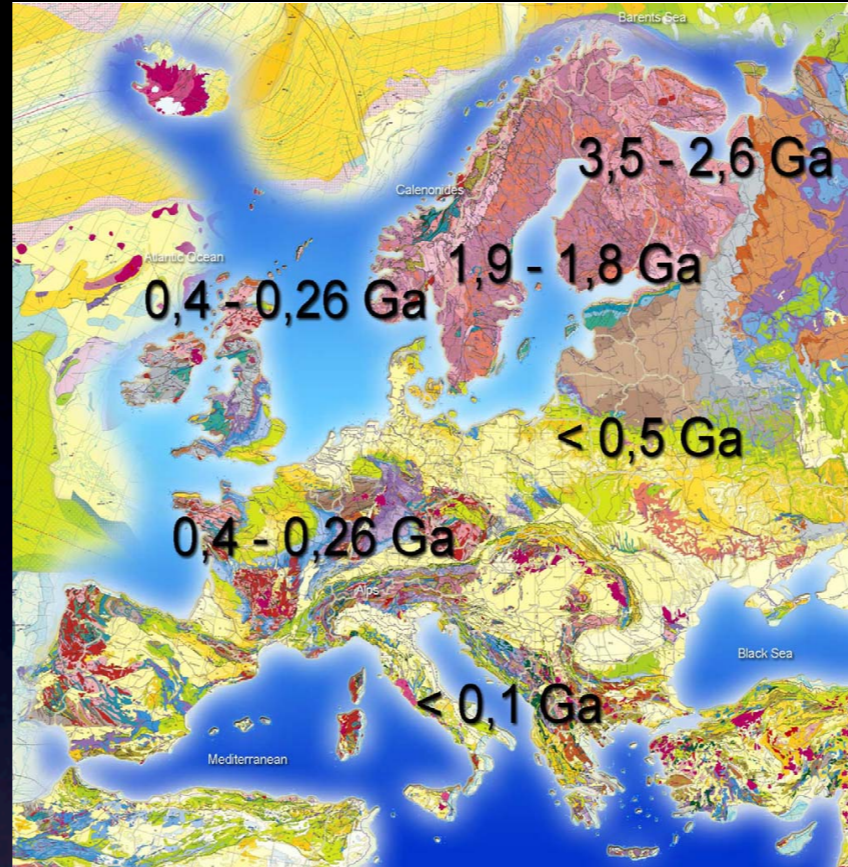 Barents Sea
3,5 - 2,6 Ga
Calenonides
1,9 - 1,8 Ga
Atlantic Ocean
0,4 - 0,26 Ga
< 0,5 Ga
0,4 - 0,26 Ga
Alps
Black Sea
< 0,1 Ga
Mediterranean